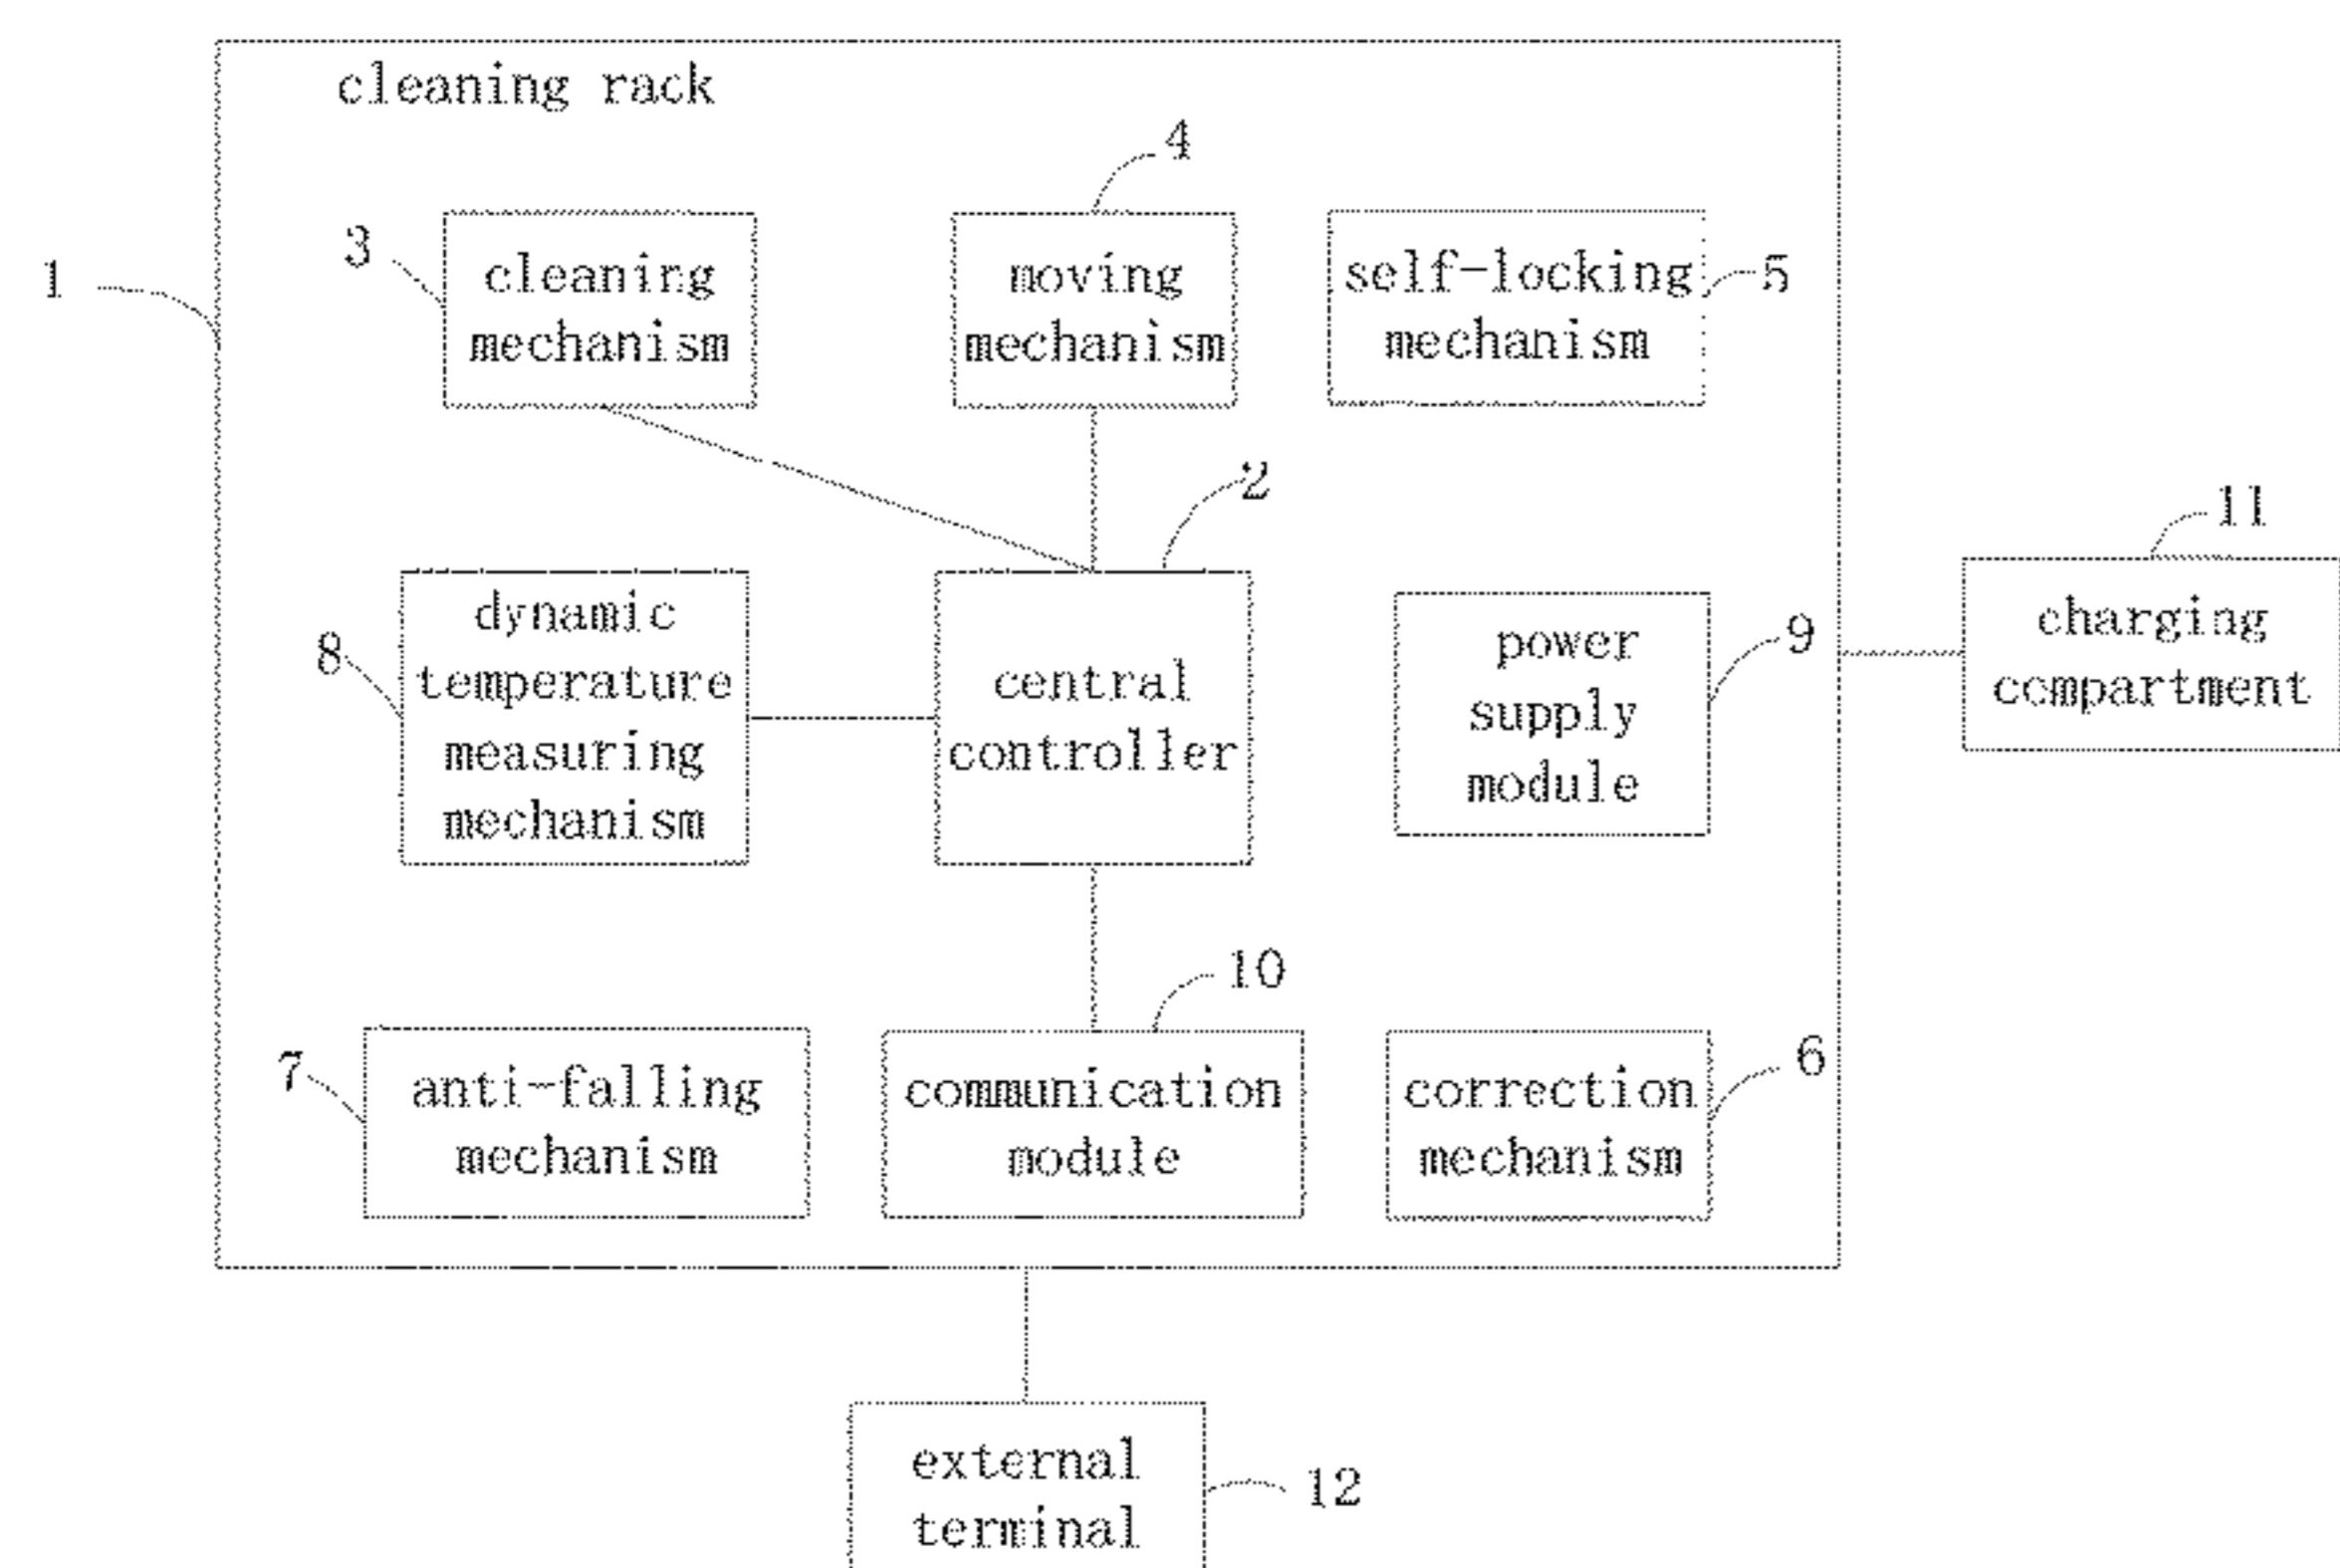 cleaning rack
4
3
cleaning
mechanism
moving
mechanism
self-locking
mechanism
5
1
2
11
8
dynamic
temperature
measuring
mechanism
central
controller
power
supply
module
9
charging
compartment
10
7
anti-falling
mechanism
communication
module
correction
mechanism
6
external
terminal
12